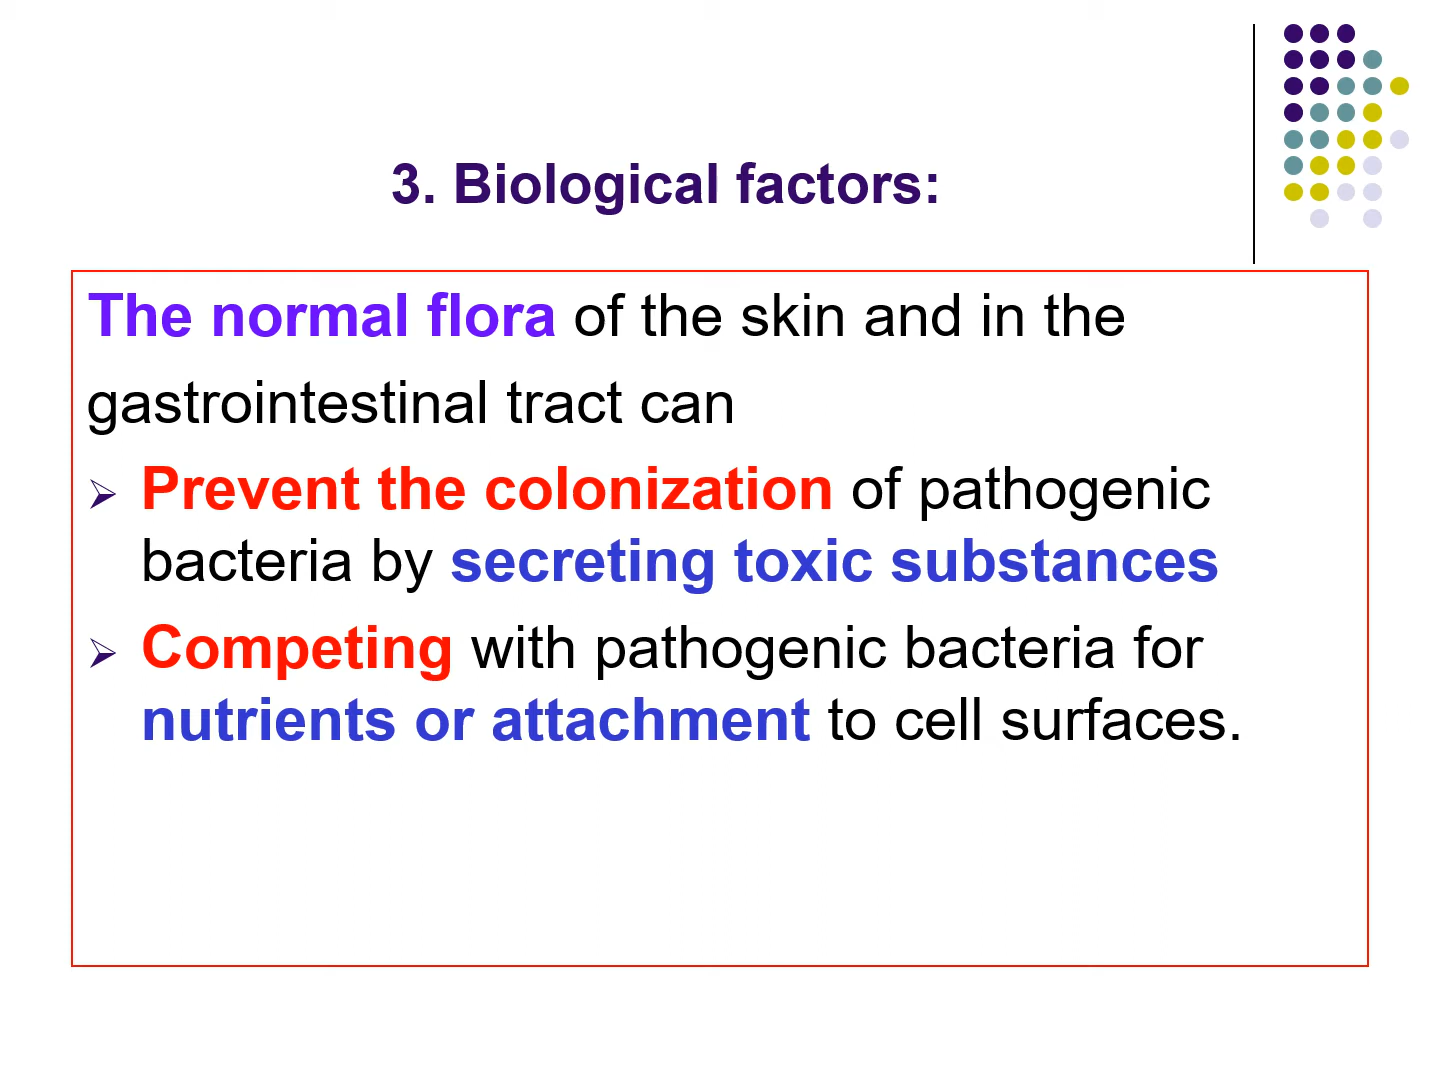 3. Biological factors:
The normal flora of the skin and in the
gastrointestinal tract can
➢ Prevent the colonization of pathogenic
bacteria by secreting toxic substances
➢ Competing with pathogenic bacteria for
nutrients or attachment to cell surfaces.